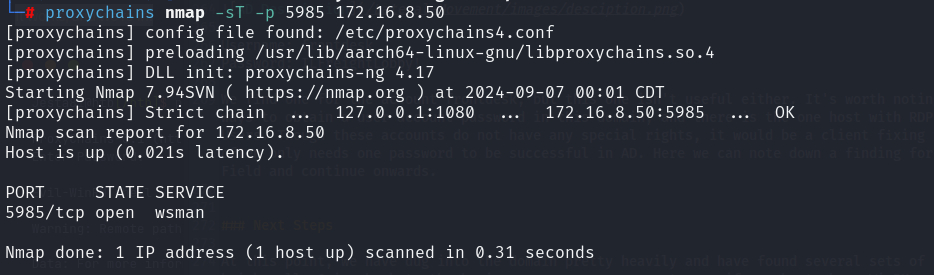 └─# proxychains nmap -sT -p 5985 172.16.8.50
[proxychains] config file found: /etc/proxychains4.conf
[proxychains] preloading /usr/lib/aarch64-linux-gnu/libproxychains.so.4
[proxychains] DLL init: proxychains-ng 4.17
Starting Nmap 7.94SVN ( https://nmap.org ) at 2024-09-07 00:01 CDT
[proxychains] Strict chain ... 127.0.0.1:1080 ... 172.16.8.50:5985 ... OK
Nmap scan report for 172.16.8.50
Host is up (0.021s latency).
PORT STATE SERVICE
5985/tcp open wsman
Nmap done: 1 IP address (1 host up) scanned in 0.31 seconds